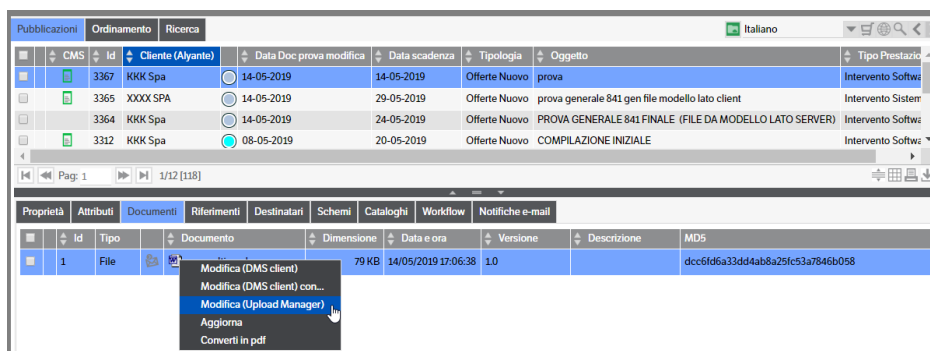 Pubblicazioni Ordinamento Ricerca Italiano
CMS Id Cliente (Alyante) Data Doc prova modifica Data scadenza Tipologia Oggetto Tipo Prestazio
3367 KKK Spa 14-05-2019 14-05-2019 Offerte Nuovo prova Intervento Softwa
3365 XXXX SPA 14-05-2019 29-05-2019 Offerte Nuovo prova generale 841 gen file modello lato client Intervento Sistem
3364 KKK Spa 14-05-2019 24-05-2019 Offerte Nuovo PROVA GENERALE 841 FINALE (FILE DA MODELLO LATO SERVER) Intervento Softwa
3312 KKK Spa 08-05-2019 20-05-2019 Offerte Nuovo COMPILAZIONE INIZIALE Intervento Softwa
Pag: 1 1/12 [118]
Proprietà Attributi Documenti Riferimenti Destinatari Schemi Cataloghi Workflow Notifiche e-mail
Id Tipo Documento Dimensione Data e ora Versione Descrizione MD5
1 File 79 KB 14/05/2019 17:06:38 1.0 dcc6fd6a33dd4ab8a25fc53a7846b058
Modifica (DMS client)
Modifica (DMS client) con...
Modifica (Upload Manager)
Aggiorna
Converti in pdf